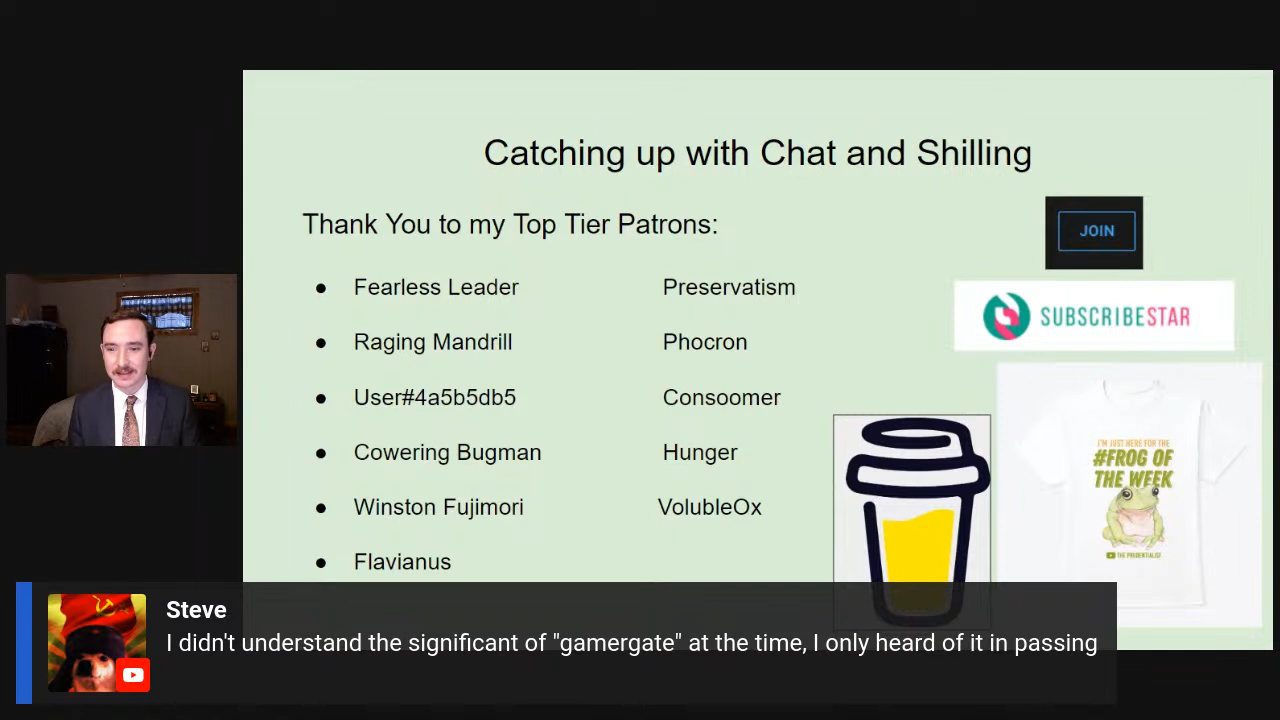 Catching up with Chat and Shilling
Thank You to my Top Tier Patrons:
JOIN
Fearless Leader
Preservatism
SUBSCRIBESTAR
Raging Mandrill
Phocron
User#4a5b5db5
Consoomer
Cowering Bugman
Hunger
Winston Fujimori
VolubleOx
Flavianus
I'M JUST HERE FOR THE
#FROG OF
THE WEEK
THE PRUDENTIALIST
Steve
I didn't understand the significant of "gamergate" at the time, I only heard of it in passing